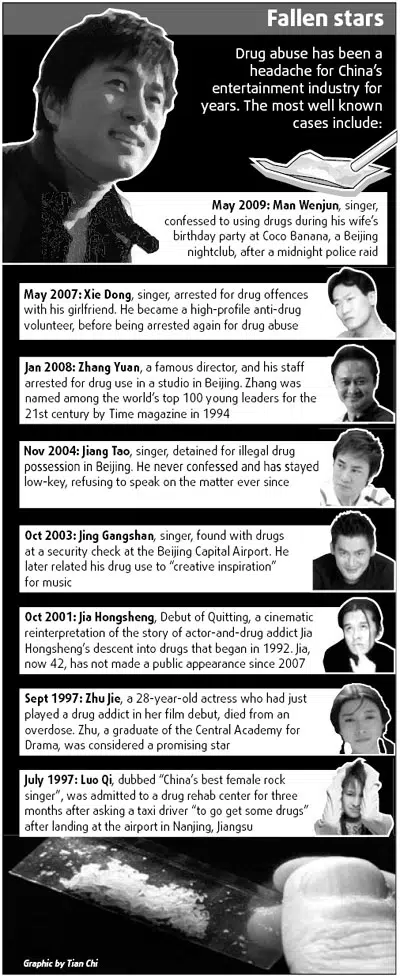 Fallen stars
Drug abuse has been a
headache for China's
entertainment industry for
years. The most well known
cases include:
May 2009: Man Wenjun, singer,
confessed to using drugs during his wife's
birthday party at Coco Banana, a Beijing
nightclub, after a midnight police raid
May 2007: Xie Dong, singer, arrested for drug offences
with his girlfriend. He became a high-profile anti-drug
volunteer, before being arrested again for drug abuse
Jan 2008: Zhang Yuan, a famous director, and his staff
arrested for drug use in a studio in Beijing. Zhang was
named among the world's top 100 young leaders for the
21st century by Time magazine in 1994
Nov 2004: Jiang Tao, singer, detained for illegal drug
possession in Beijing. He never confessed and has stayed
low-key, refusing to speak on the matter ever since
Oct 2003: Jing Gangshan, singer, found with drugs
at a security check at the Beijing Capital Airport. He
later related his drug use to "creative inspiration"
for music
Oct 2001: Jia Hongsheng, Debut of Quitting, a cinematic
reinterpretation of the story of actor-and-drug addict Jia
Hongsheng's descent into drugs that began in 1992. Jia,
now 42, has not made a public appearance since 2007
Sept 1997: Zhu Jie, a 28-year-old actress who had just
played a drug addict in her film debut, died from an
overdose. Zhu, a graduate of the Central Academy for
Drama, was considered a promising star
July 1997: Luo Qi, dubbed "China's best female rock
singer", was admitted to a drug rehab center for three
months after asking a taxi driver "to go get some drugs"
after landing at the airport in Nanjing, Jiangsu
Graphic by Tian Chi